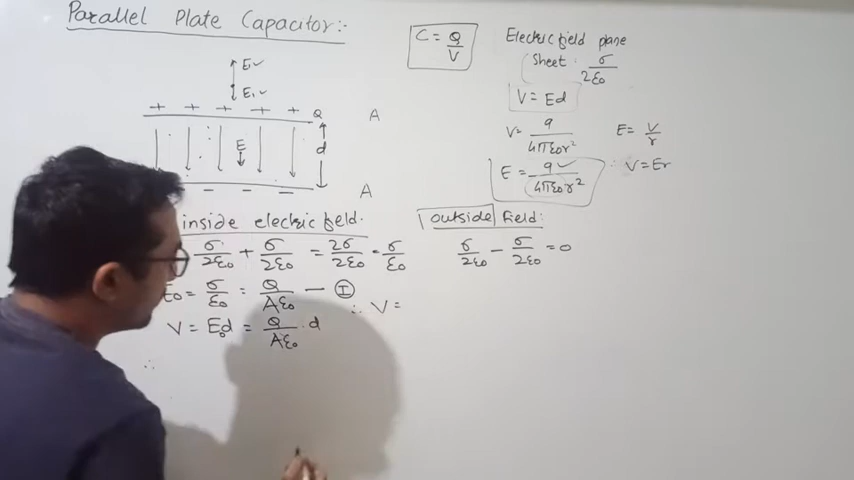 Parallel Plate Capacitor:-
C = Q/V
Electric field plane
Sheet : σ/2ε₀
V = Ed
V = q/4πε₀r²
E = V/r
E = q/4πε₀r²
∴ V = Er
E₁
E₁
+ + + + + Q
A
E
d
– – –
A
inside electric field.
σ/2ε₀ + σ/2ε₀ = 2σ/2ε₀ = σ/ε₀
E₀ = σ/ε₀ = Q/Aε₀ — Ⓘ
V = E₀d = Q/Aε₀ · d
∴ V =
∴
outside field:
σ/2ε₀ – σ/2ε₀ = 0